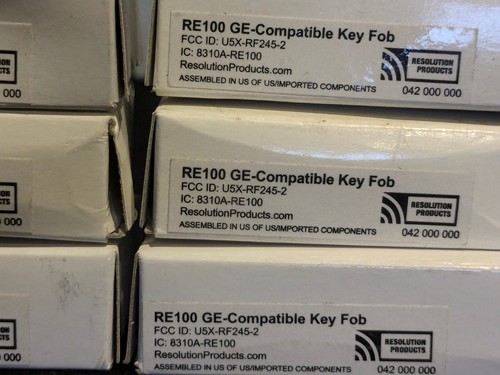 RE100 GE-Compatible Key Fob
FCC ID: U5X-RF245-2
IC: 8310A-RE100
ResolutionProducts.com
ASSEMBLED IN US OF US/IMPORTED COMPONENTS
RESOLUTION
PRODUCTS
042 000 000
RE100 GE-Compatible Key Fob
FCC ID: U5X-RF245-2
IC: 8310A-RE100
ResolutionProducts.com
ASSEMBLED IN US OF US/IMPORTED COMPONENTS
RESOLUTION
PRODUCTS
042 000 000
RE100 GE-Compatible Key Fob
FCC ID: U5X-RF245-2
IC: 8310A-RE100
ResolutionProducts.com
ASSEMBLED IN US OF US/IMPORTED COMPONENTS
RESOLUTION
PRODUCTS
042 000 000